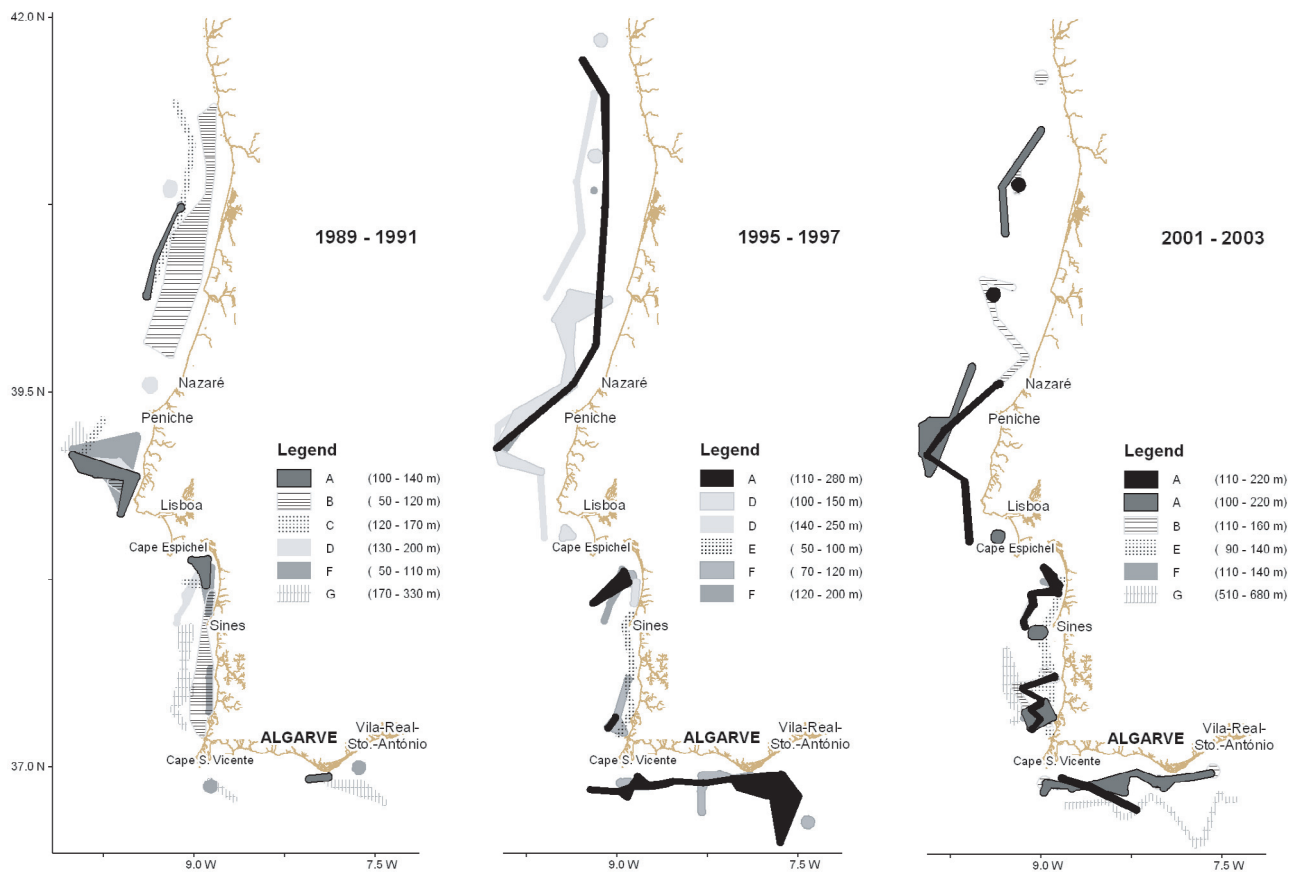 42.0 N
39.5 N
37.0 N
1989 - 1991
Nazaré
Peniche
Lisboa
Cape Espichel
Sines
ALGARVE
Vila-Real-
Sto.-António
Cape S. Vicente
Legend
A (100 - 140 m)
B ( 50 - 120 m)
C (120 - 170 m)
D (130 - 200 m)
F ( 50 - 110 m)
G (170 - 330 m)
9.0 W
7.5 W
1995 - 1997
Nazaré
Peniche
Lisboa
Cape Espichel
Sines
ALGARVE
Vila-Real-
Sto.-António
Cape S. Vicente
Legend
A (110 - 280 m)
D (100 - 150 m)
D (140 - 250 m)
E ( 50 - 100 m)
F ( 70 - 120 m)
F (120 - 200 m)
9.0 W
7.5 W
2001 - 2003
Nazaré
Peniche
Lisboa
Cape Espichel
Sines
ALGARVE
Vila-Real-
Sto.-António
Cape S. Vicente
Legend
A (110 - 220 m)
A (100 - 220 m)
B (110 - 160 m)
E ( 90 - 140 m)
F (110 - 140 m)
G (510 - 680 m)
9.0 W
7.5 W